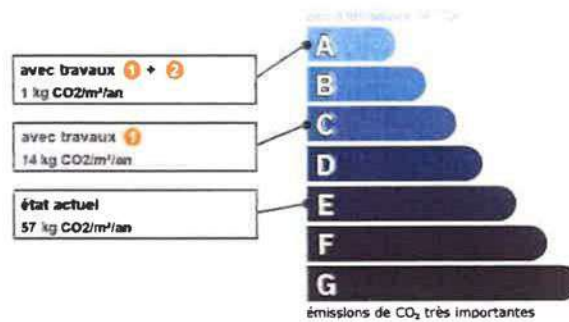 avec travaux 1 + 2
1 kg CO2/m²/an
avec travaux 1
14 kg CO2/m²/an
état actuel
57 kg CO2/m²/an
A
B
C
D
E
F
G
émissions de CO₂ très importantes